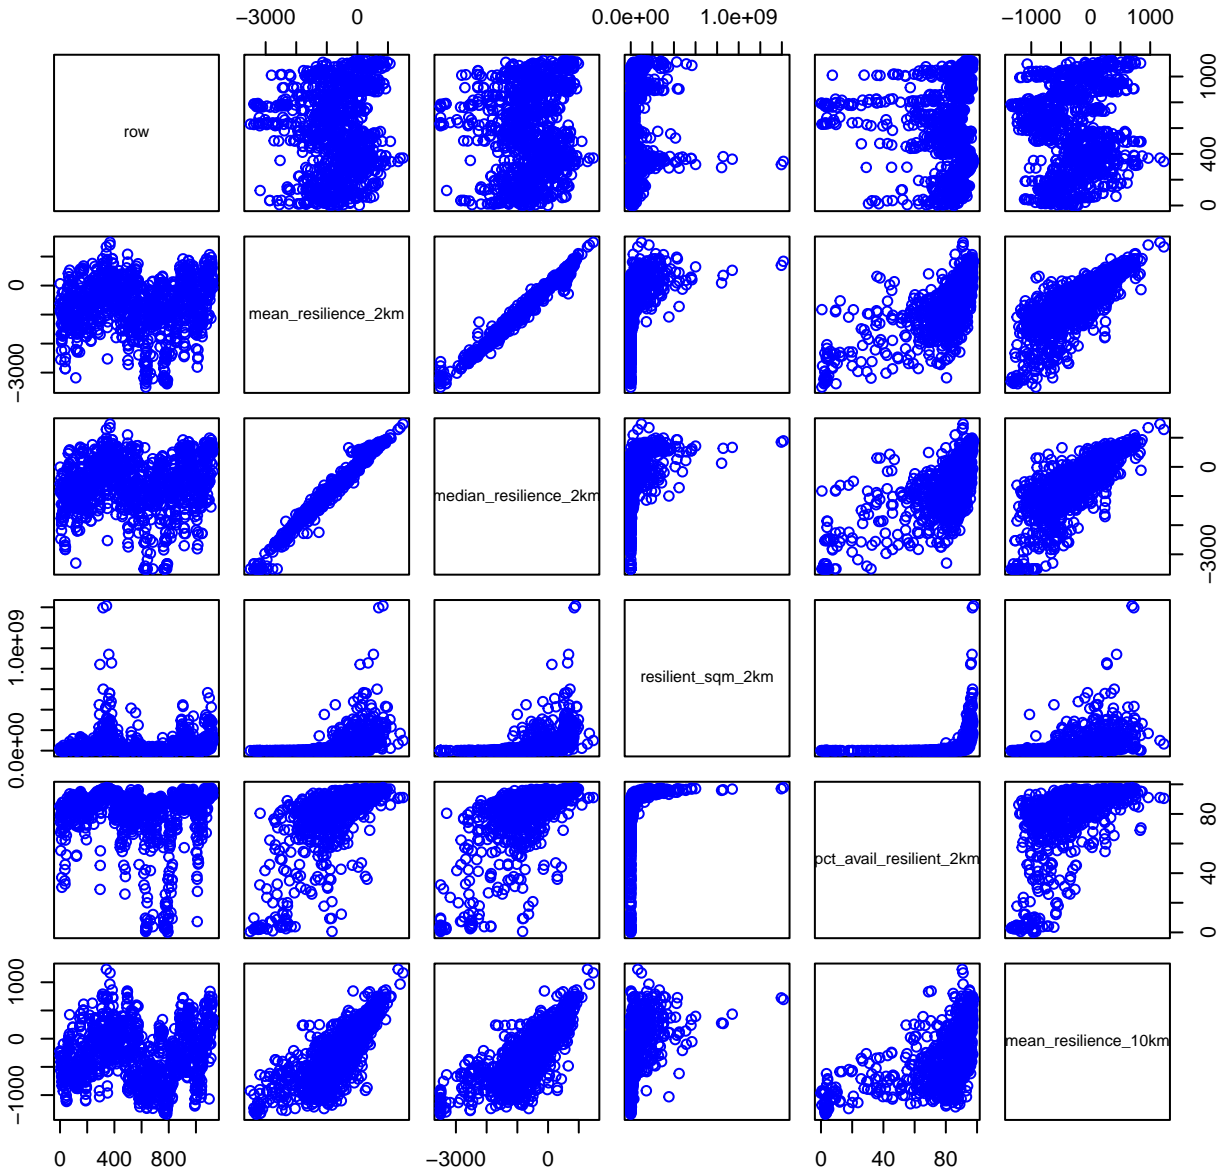 −3000 0 0.0e+00 1.0e+09 −1000 0 1000
row
0 400 1000
−3000 0
mean_resilience_2km
median_resilience_2km
−3000 0
0.0e+00 1.0e+09
resilient_sqm_2km
pct_avail_resilient_2km
0 40 80
−1000 0 1000
mean_resilience_10km
0 400 800 −3000 0 0 40 80